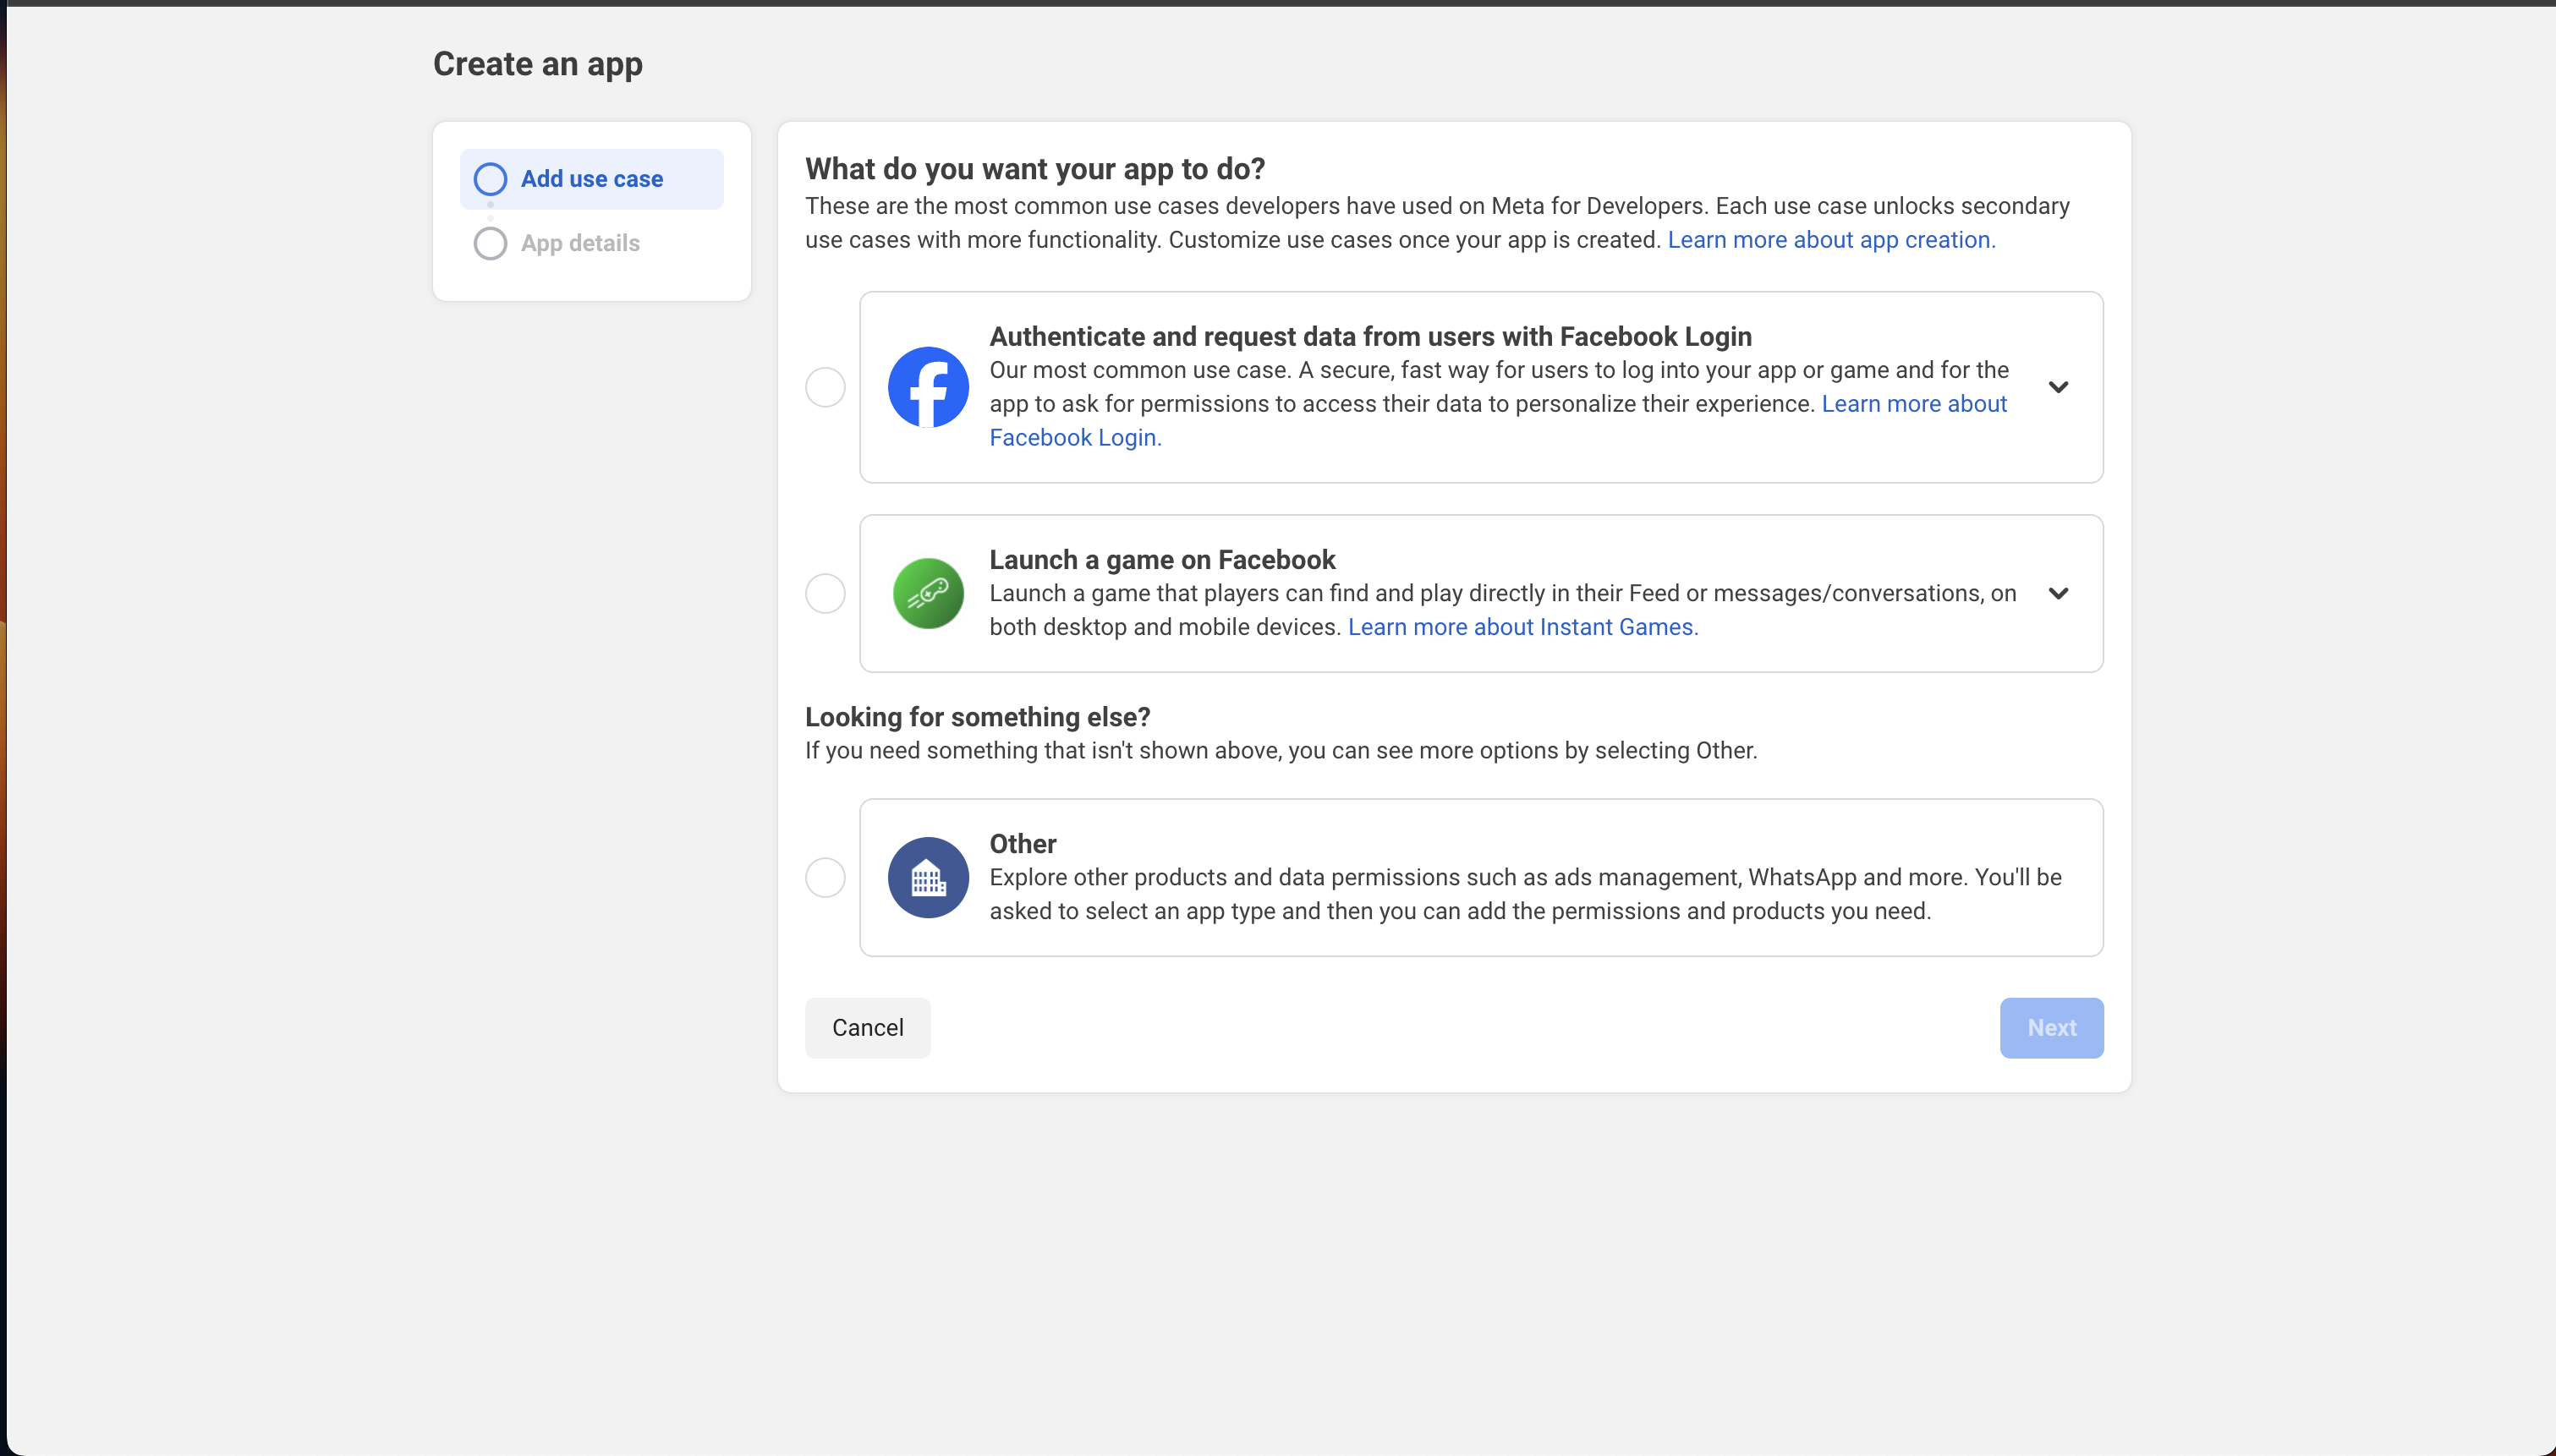 Create an app
Add use case
App details
What do you want your app to do?
These are the most common use cases developers have used on Meta for Developers. Each use case unlocks secondary
use cases with more functionality. Customize use cases once your app is created. Learn more about app creation.
Authenticate and request data from users with Facebook Login
Our most common use case. A secure, fast way for users to log into your app or game and for the
app to ask for permissions to access their data to personalize their experience. Learn more about
Facebook Login.
Launch a game on Facebook
Launch a game that players can find and play directly in their Feed or messages/conversations, on
both desktop and mobile devices. Learn more about Instant Games.
Looking for something else?
If you need something that isn't shown above, you can see more options by selecting Other.
Other
Explore other products and data permissions such as ads management, WhatsApp and more. You'll be
asked to select an app type and then you can add the permissions and products you need.
Cancel
Next